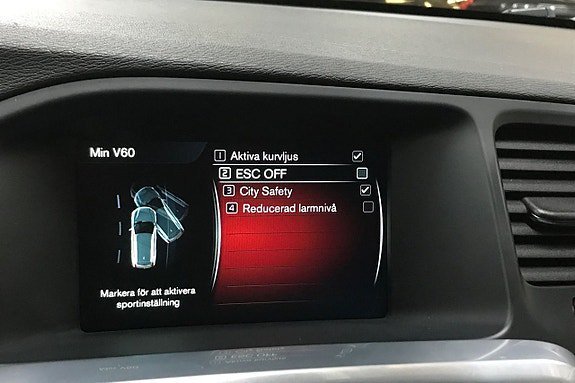 Min V60
1 Aktiva kurvljus
2 ESC OFF
3 City Safety
4 Reducerad larmnivå
Markera för att aktivera
sportinställning